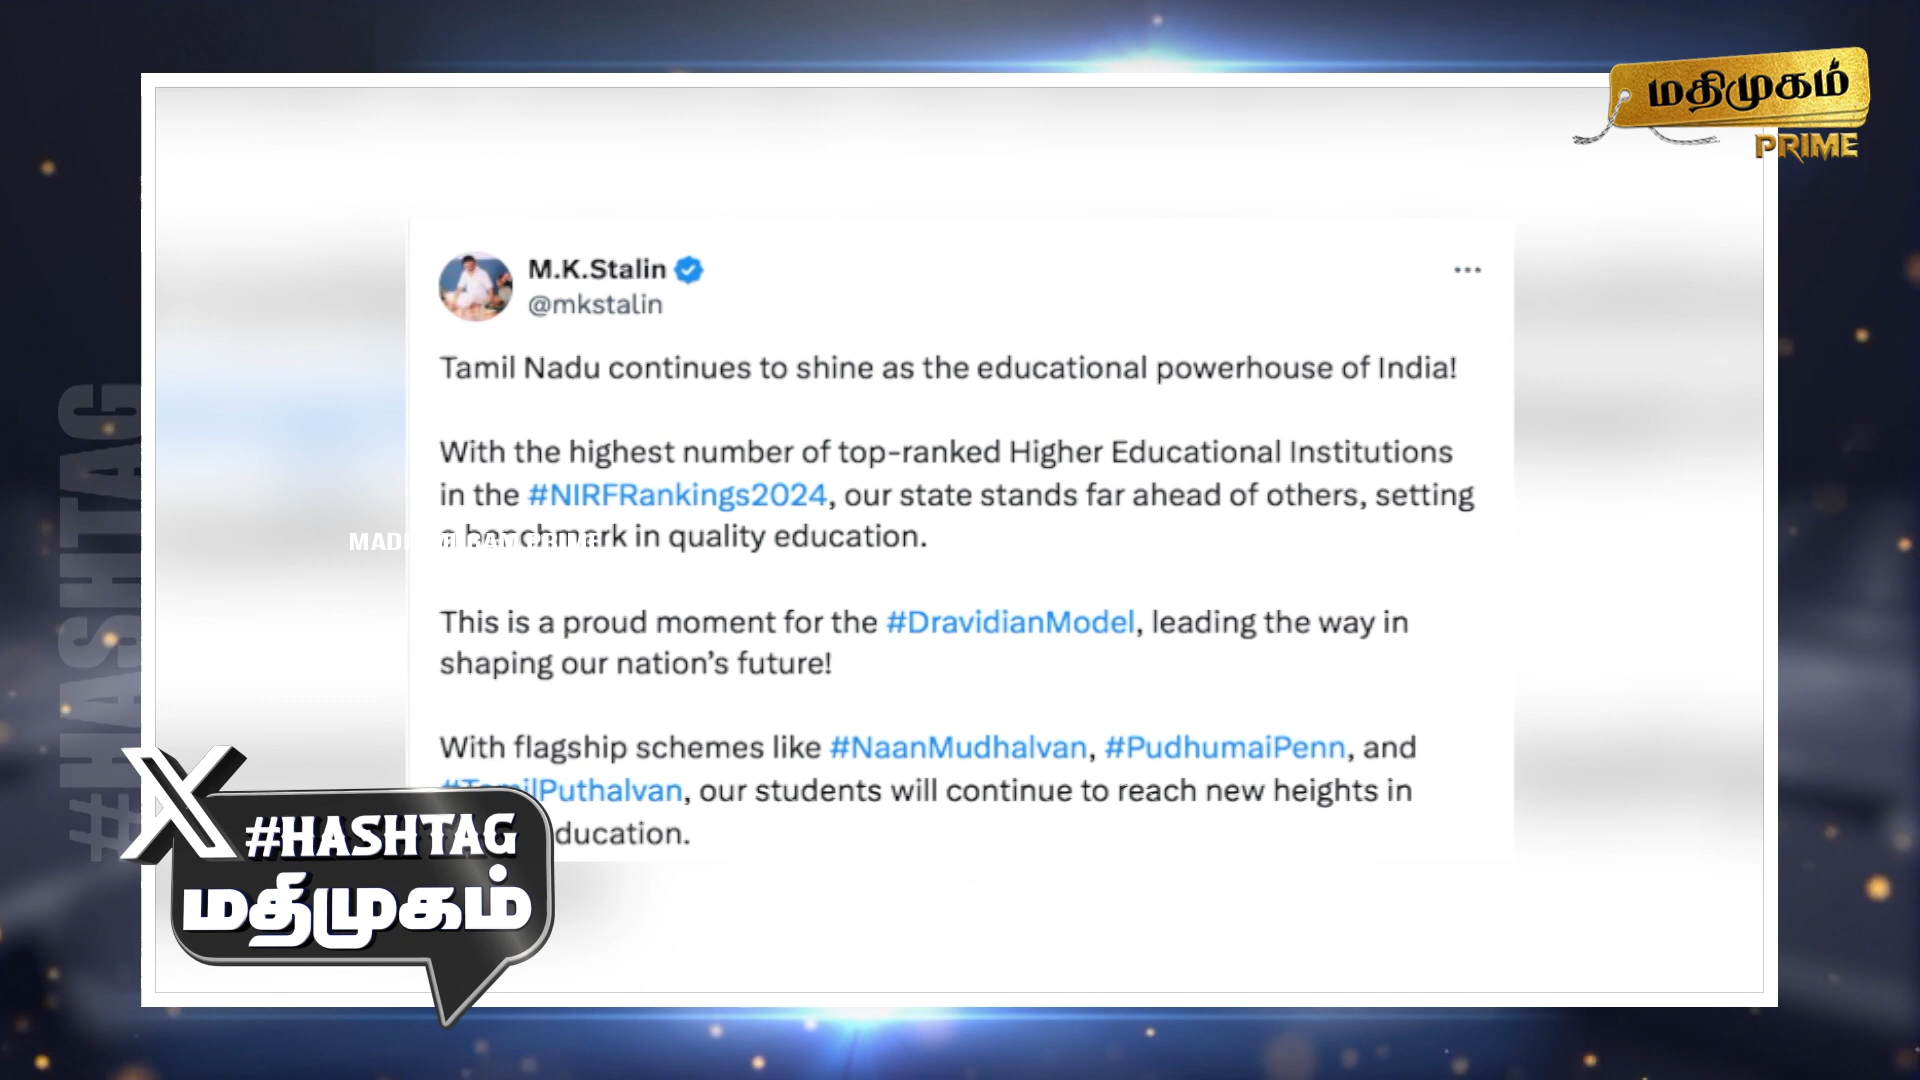 மதிமுகம்
PRIME
M.K.Stalin
@mkstalin
Tamil Nadu continues to shine as the educational powerhouse of India!
With the highest number of top-ranked Higher Educational Institutions
in the #NIRFRankings2024, our state stands far ahead of others, setting
a benchmark in quality education.
This is a proud moment for the #DravidianModel, leading the way in
shaping our nation’s future!
With flagship schemes like #NaanMudhalvan, #PudhumaiPenn, and
#TamilPuthalvan, our students will continue to reach new heights in
ducation.
#HASHTAG
#HASHTAG
மதிமுகம்